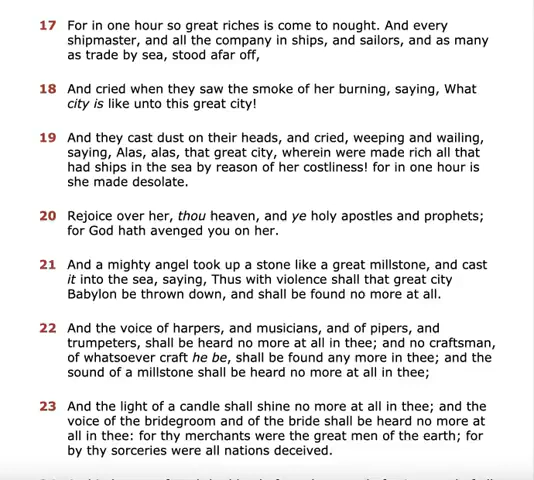 17 For in one hour so great riches is come to nought. And every
shipmaster, and all the company in ships, and sailors, and as many
as trade by sea, stood afar off,
18 And cried when they saw the smoke of her burning, saying, What
city is like unto this great city!
19 And they cast dust on their heads, and cried, weeping and wailing,
saying, Alas, alas, that great city, wherein were made rich all that
had ships in the sea by reason of her costliness! for in one hour is
she made desolate.
20 Rejoice over her, thou heaven, and ye holy apostles and prophets;
for God hath avenged you on her.
21 And a mighty angel took up a stone like a great millstone, and cast
it into the sea, saying, Thus with violence shall that great city
Babylon be thrown down, and shall be found no more at all.
22 And the voice of harpers, and musicians, and of pipers, and
trumpeters, shall be heard no more at all in thee; and no craftsman,
of whatsoever craft he be, shall be found any more in thee; and the
sound of a millstone shall be heard no more at all in thee;
23 And the light of a candle shall shine no more at all in thee; and the
voice of the bridegroom and of the bride shall be heard no more at
all in thee: for thy merchants were the great men of the earth; for
by thy sorceries were all nations deceived.